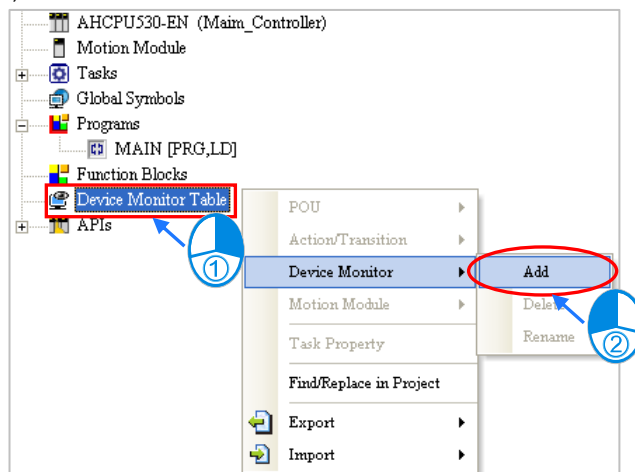 AHCPU530-EN (Maim_Controller)
Motion Module
Tasks
Global Symbols
Programs
MAIN [PRG,LD]
Function Blocks
Device Monitor Table
APIs
①
POU
Action/Transition
Device Monitor
Motion Module
Task Property
Find/Replace in Project
Export
Import
Add
Delete
Rename
②